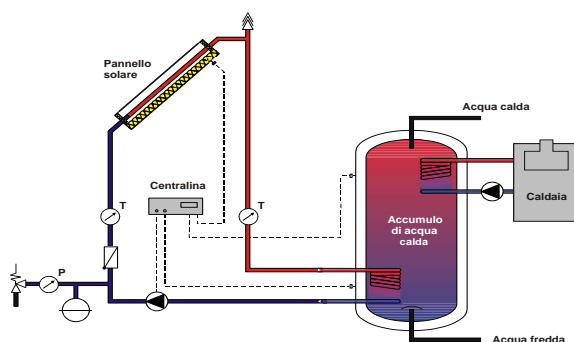 Pannello
solare
Acqua calda
Centralina
T
T
Caldaia
Accumulo
di acqua
calda
P
Acqua fredda